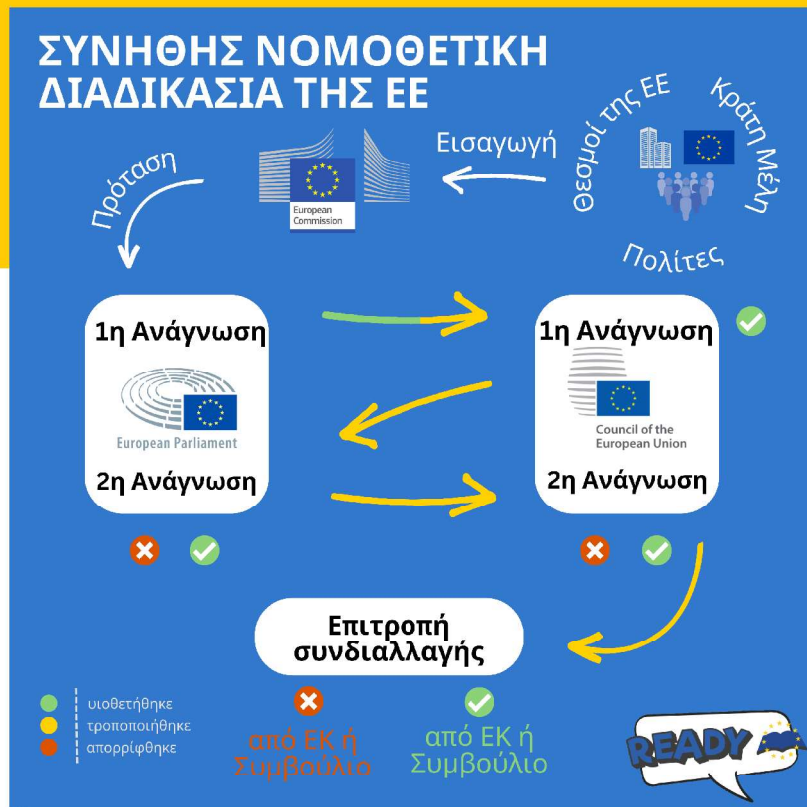 ΣΥΝΗΘΗΣ ΝΟΜΟΘΕΤΙΚΗ
ΔΙΑΔΙΚΑΣΙΑ ΤΗΣ ΕΕ
Θεσμοί της ΕΕ
Κράτη Μέλη
Πολίτες
Εισαγωγή
European
Commission
Πρόταση
1η Ανάγνωση
European Parliament
2η Ανάγνωση
1η Ανάγνωση
Council of the
European Union
2η Ανάγνωση
Επιτροπή
συνδιαλλαγής
από ΕΚ ή
Συμβούλιο
από ΕΚ ή
Συμβούλιο
υιοθετήθηκε
τροποποιήθηκε
απορρίφθηκε
READY